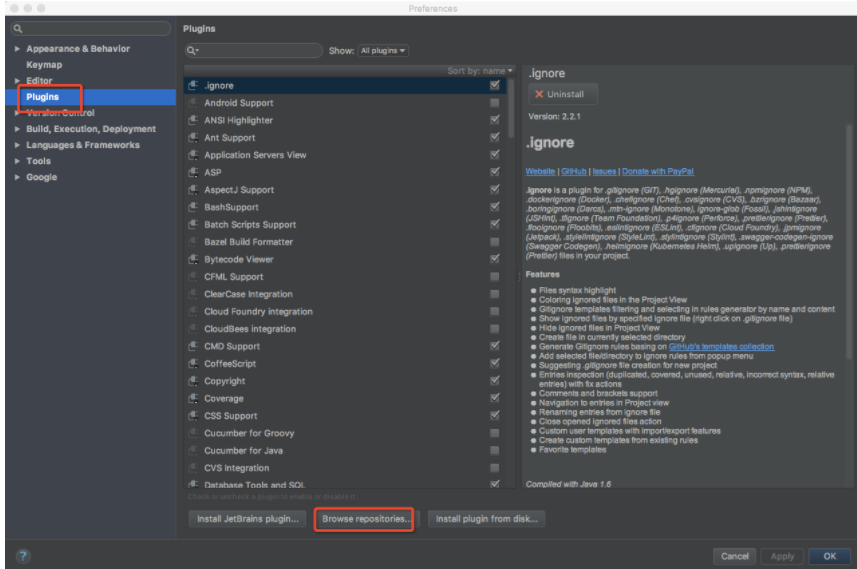 Preferences
Appearance & Behavior
Keymap
Editor
Plugins
Version Control
Build, Execution, Deployment
Languages & Frameworks
Tools
Google
Plugins
Show: All plugins
Sort by: name
.ignore
Android Support
ANSI Highlighter
Ant Support
Application Servers View
ASP
AspectJ Support
BashSupport
Batch Scripts Support
Bazel Build Formatter
Bytecode Viewer
CFML Support
ClearCase Integration
Cloud Foundry integration
CloudBees integration
CMD Support
CoffeeScript
Copyright
Coverage
CSS Support
Cucumber for Groovy
Cucumber for Java
CVS Integration
Database Tools and SQL
Check or uncheck a plugin to enable or disable it.
Install JetBrains plugin...
Browse repositories...
Install plugin from disk...
.ignore
Uninstall
Version: 2.2.1
.ignore
Website | GitHub | Issues | Donate with PayPal
.ignore is a plugin for .gitignore (GIT), .hgignore (Mercurial), .npmignore (NPM),
.dockerignore (Docker), .chefignore (Chef), .cvsignore (CVS), .bzrignore (Bazaar),
.boringignore (Darcs), .mtn-ignore (Monotone), ignore-glob (Fossil), .jshintignore
(JSHint), .tfignore (Team Foundation), .p4ignore (Perforce), .prettierignore (Prettier),
.flooignore (Floobits), .eslintignore (ESLint), .cfignore (Cloud Foundry), .jpmignore
(Jetpack), .stylelintignore (StyleLint), .stylintignore (Stylint), .swagger-codegen-ignore
(Swagger Codegen), .helmignore (Kubernetes Helm), .upignore (Up), .prettierignore
(Prettier) files in your project.
Features
Files syntax highlight
Coloring ignored files in the Project View
Gitignore templates filtering and selecting in rules generator by name and content
Show ignored files by specified ignore file (right click on .gitignore file)
Hide ignored files in Project View
Create file in currently selected directory
Generate Gitignore rules basing on GitHub's templates collection
Add selected file/directory to ignore rules from popup menu
Suggesting .gitignore file creation for new project
Entries inspection (duplicated, covered, unused, relative, incorrect syntax, relative
entries) with fix actions
Comments and brackets support
Navigation to entries in Project view
Renaming entries from ignore file
Close opened ignored files action
Custom user templates with import/export features
Create custom templates from existing rules
Favorite templates
Compiled with Java 1.6
?
Cancel
Apply
OK